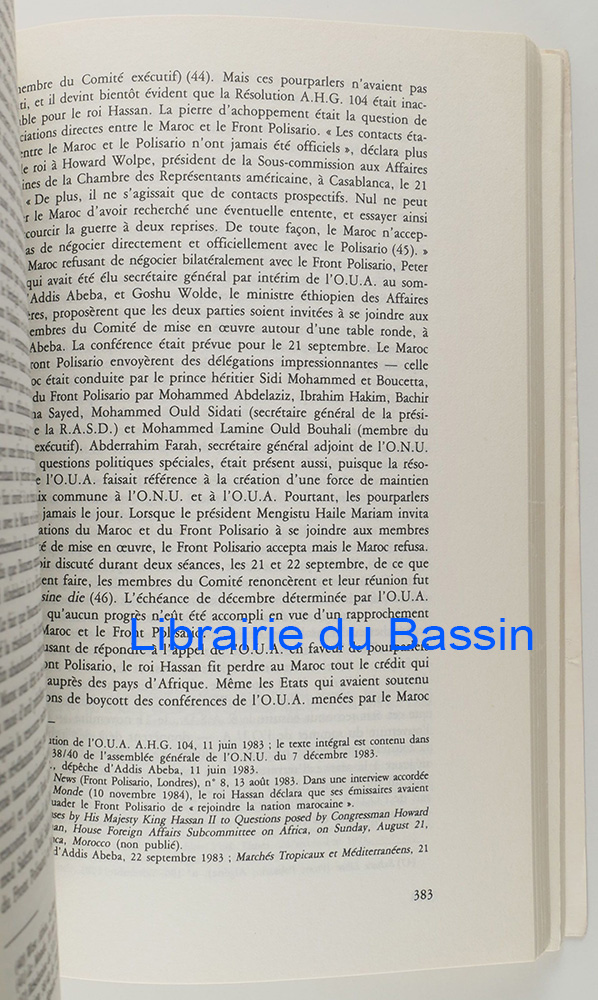 membre du Comité exécutif) (44). Mais ces pourparlers n'avaient pas
ti, et il devint bientôt évident que la Résolution A.H.G. 104 était inac-
ble pour le roi Hassan. La pierre d'achoppement était la question de
ciations directes entre le Maroc et le Front Polisario. « Les contacts éta-
entre le Maroc et le Polisario n'ont jamais été officiels », déclara plus
e roi à Howard Wolpe, président de la Sous-commission aux Affaires
ines de la Chambre des Représentants américaine, à Casablanca, le 21
« De plus, il ne s'agissait que de contacts prospectifs. Nul ne peut
r le Maroc d'avoir recherché une éventuelle entente, et essayer ainsi
courcir la guerre à deux reprises. De toute façon, le Maroc n'accep-
as de négocier directement et officiellement avec le Polisario (45). »
Maroc refusant de négocier bilatéralement avec le Front Polisario, Peter
qui avait été élu secrétaire général par intérim de l'O.U.A. au som-
'Addis Abeba, et Goshu Wolde, le ministre éthiopien des Affaires
ères, proposèrent que les deux parties soient invitées à se joindre aux
embres du Comité de mise en œuvre autour d'une table ronde, à
Abeba. La conférence était prévue pour le 21 septembre. Le Maroc
ront Polisario envoyèrent des délégations impressionnantes — celle
oc était conduite par le prince héritier Sidi Mohammed et Boucetta,
du Front Polisario par Mohammed Abdelaziz, Ibrahim Hakim, Bachir
ha Sayed, Mohammed Ould Sidati (secrétaire général de la prési-
e la R.A.S.D.) et Mohammed Lamine Ould Bouhali (membre du
exécutif). Abderrahim Farah, secrétaire général adjoint de l'O.N.U.
questions politiques spéciales, était présent aussi, puisque la réso-
e l'O.U.A. faisait référence à la création d'une force de maintien
ix commune à l'O.N.U. et à l'O.U.A. Pourtant, les pourparlers
jamais le jour. Lorsque le président Mengistu Haile Mariam invita
ations du Maroc et du Front Polisario à se joindre aux membres
é de mise en œuvre, le Front Polisario accepta mais le Maroc refusa.
oir discuté durant deux séances, les 21 et 22 septembre, de ce que
ent faire, les membres du Comité renoncèrent et leur réunion fut
sine die (46). L'échéance de décembre déterminée par l'O.U.A.
qu'aucun progrès n'eût été accompli en vue d'un rapprochement
Maroc et le Front Polisario.
Librairie du Bassin
usant de répondre à l'appel de l'O.U.A. en faveur de pourparlers
ont Polisario, le roi Hassan fit perdre au Maroc tout le crédit qui
auprès des pays d'Afrique. Même les Etats qui avaient soutenu
ons de boycott des conférences de l'O.U.A. menées par le Maroc
ution de l'O.U.A. A.H.G. 104, 11 juin 1983 ; le texte intégral est contenu dans
38/40 de l'assemblée générale de l'O.N.U. du 7 décembre 1983.
., dépêche d'Addis Abeba, 11 juin 1983.
News (Front Polisario, Londres), n° 8, 13 août 1983. Dans une interview accordée
Monde (10 novembre 1984), le roi Hassan déclara que ses émissaires avaient
uader le Front Polisario de « rejoindre la nation marocaine ».
ses by His Majesty King Hassan II to Questions posed by Congressman Howard
an, House Foreign Affairs Subcommittee on Africa, on Sunday, August 21,
ca, Morocco (non publié).
d'Addis Abeba, 22 septembre 1983 ; Marchés Tropicaux et Méditerranéens, 21
383